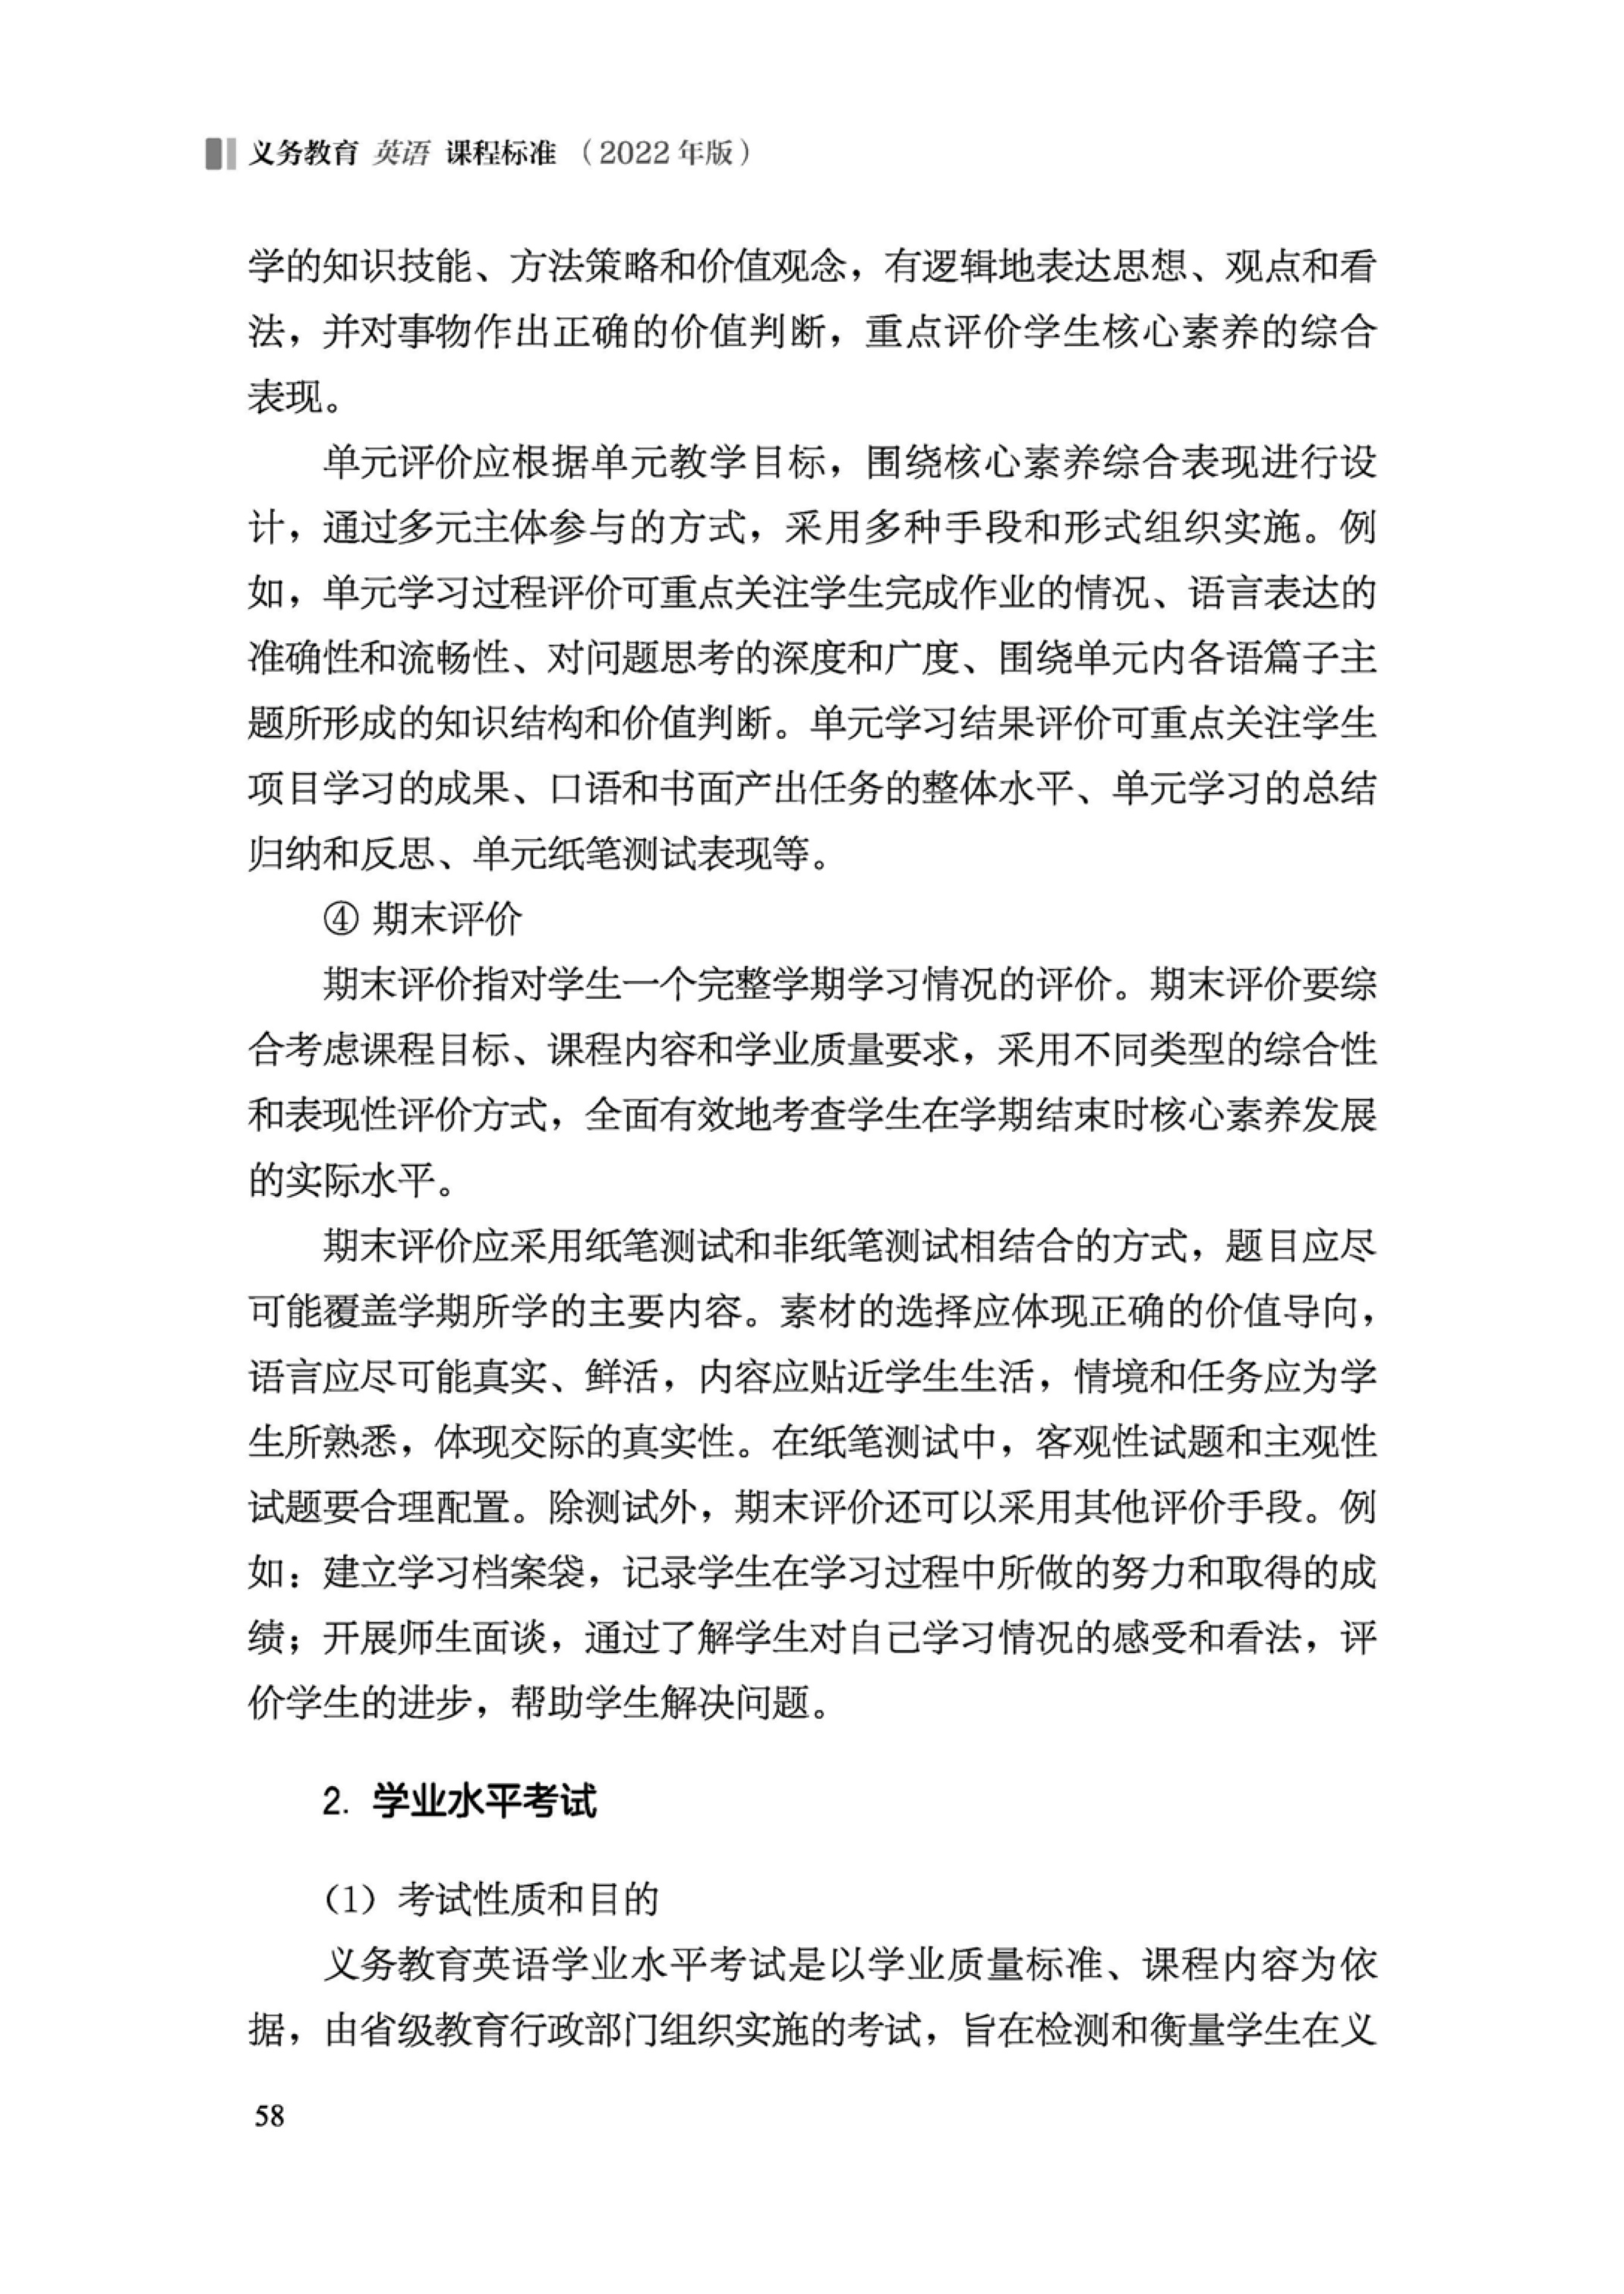 义务教育 英语 课程标准（2022 年版）
学的知识技能、方法策略和价值观念，有逻辑地表达思想、观点和看
法，并对事物作出正确的价值判断，重点评价学生核心素养的综合
表现。
单元评价应根据单元教学目标，围绕核心素养综合表现进行设
计，通过多元主体参与的方式，采用多种手段和形式组织实施。例
如，单元学习过程评价可重点关注学生完成作业的情况、语言表达的
准确性和流畅性、对问题思考的深度和广度、围绕单元内各语篇子主
题所形成的知识结构和价值判断。单元学习结果评价可重点关注学生
项目学习的成果、口语和书面产出任务的整体水平、单元学习的总结
归纳和反思、单元纸笔测试表现等。
④ 期末评价
期末评价指对学生一个完整学期学习情况的评价。期末评价要综
合考虑课程目标、课程内容和学业质量要求，采用不同类型的综合性
和表现性评价方式，全面有效地考查学生在学期结束时核心素养发展
的实际水平。
期末评价应采用纸笔测试和非纸笔测试相结合的方式，题目应尽
可能覆盖学期所学的主要内容。素材的选择应体现正确的价值导向，
语言应尽可能真实、鲜活，内容应贴近学生生活，情境和任务应为学
生所熟悉，体现交际的真实性。在纸笔测试中，客观性试题和主观性
试题要合理配置。除测试外，期末评价还可以采用其他评价手段。例
如：建立学习档案袋，记录学生在学习过程中所做的努力和取得的成
绩；开展师生面谈，通过了解学生对自己学习情况的感受和看法，评
价学生的进步，帮助学生解决问题。
2. 学业水平考试
（1）考试性质和目的
义务教育英语学业水平考试是以学业质量标准、课程内容为依
据，由省级教育行政部门组织实施的考试，旨在检测和衡量学生在义
58